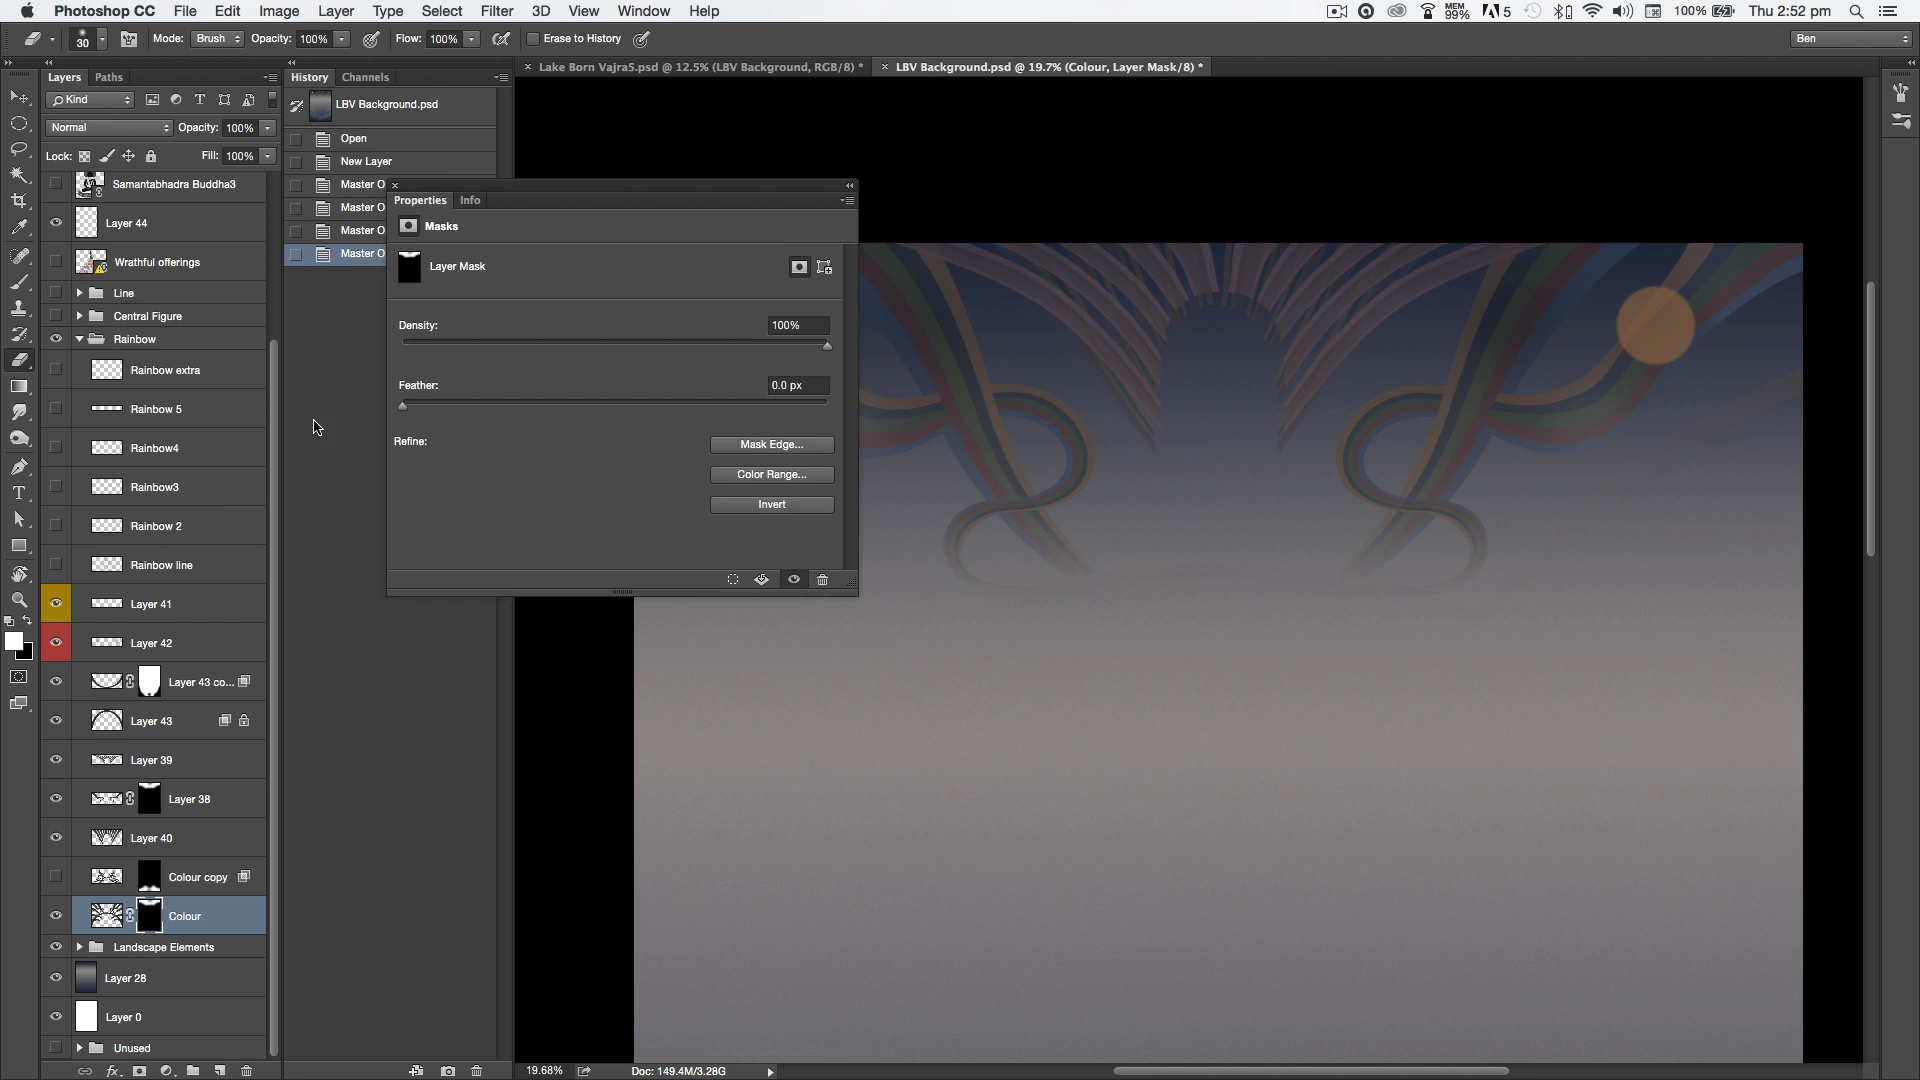 Photoshop CC File Edit Image Layer Type Select Filter 3D View Window Help
MEM 99% 5 100% Thu 2:52 pm
30 Mode: Brush Opacity: 100% Flow: 100% Erase to History Ben
Layers Paths
History Channels
Lake Born Vajra5.psd @ 12.5% (LBV Background, RGB/8) *
LBV Background.psd @ 19.7% (Colour, Layer Mask/8) *
Kind
Normal Opacity: 100%
Lock: Fill: 100%
Samantabhadra Buddha3
Layer 44
Wrathful offerings
Line
Central Figure
Rainbow
Rainbow extra
Rainbow 5
Rainbow4
Rainbow3
Rainbow 2
Rainbow line
Layer 41
Layer 42
Layer 43 co...
Layer 43
Layer 39
Layer 38
Layer 40
Colour copy
Colour
Landscape Elements
Layer 28
Layer 0
Unused
fx
LBV Background.psd
Open
New Layer
Master O
Master O
Master O
Master O
Properties Info
Masks
Layer Mask
Density: 100%
Feather: 0.0 px
Refine: Mask Edge...
Color Range...
Invert
19.68% Doc: 149.4M/3.28G